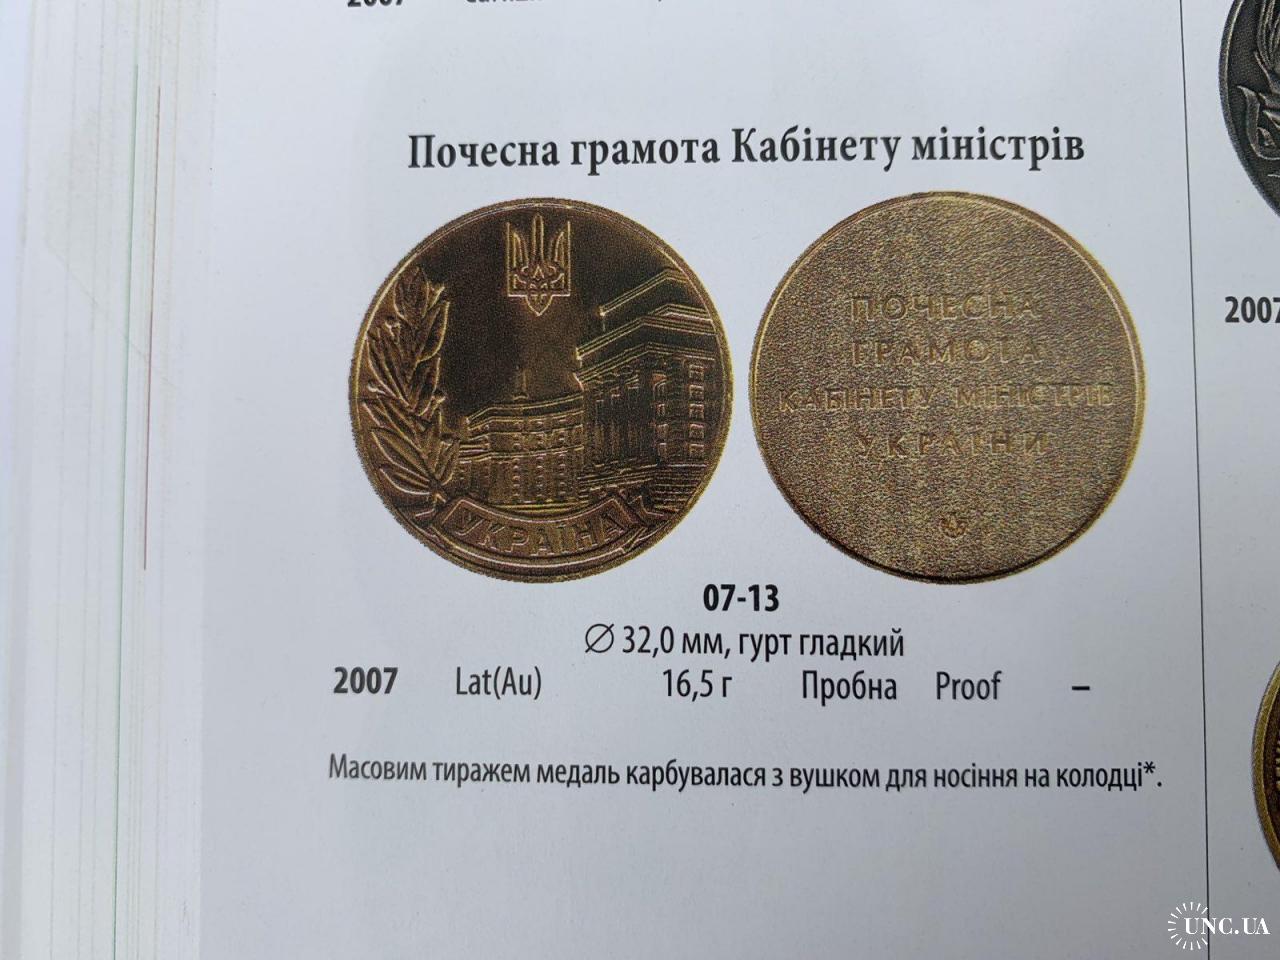 2007
Почесна грамота Кабінету міністрів
УКРАЇНА
ПОЧЕСНА
ГРАМОТА
КАБІНЕТУ МІНІСТРІВ
УКРАЇНИ
2007
07-13
∅ 32,0 мм, гурт гладкий
2007 Lat(Au) 16,5 г Пробна Proof –
Масовим тиражем медаль карбувалася з вушком для носіння на колодці*.
UNC.UA